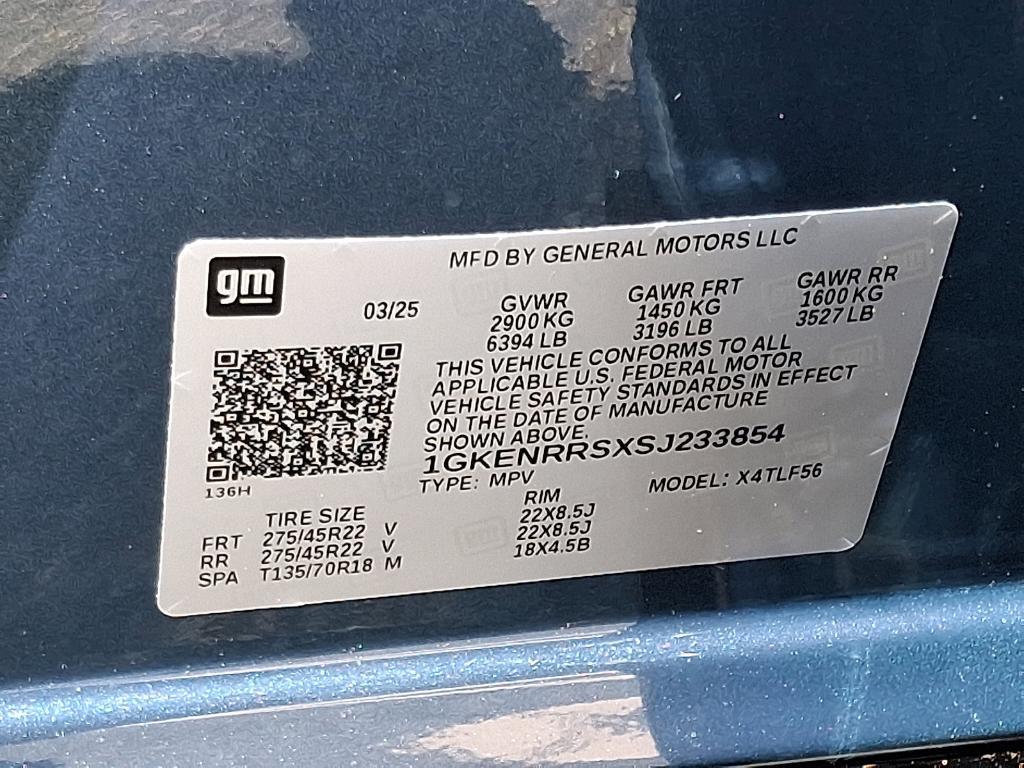 gm
MFD BY GENERAL MOTORS LLC
03/25
GVWR
2900 KG
6394 LB
GAWR FRT
1450 KG
3196 LB
GAWR RR
1600 KG
3527 LB
THIS VEHICLE CONFORMS TO ALL
APPLICABLE U.S. FEDERAL MOTOR
VEHICLE SAFETY STANDARDS IN EFFECT
ON THE DATE OF MANUFACTURE
SHOWN ABOVE.
1GKENRRSXSJ233854
TYPE: MPV
MODEL: X4TLF56
136H
TIRE SIZE
RIM
FRT 275/45R22 V 22X8.5J
RR 275/45R22 V 22X8.5J
SPA T135/70R18 M 18X4.5B